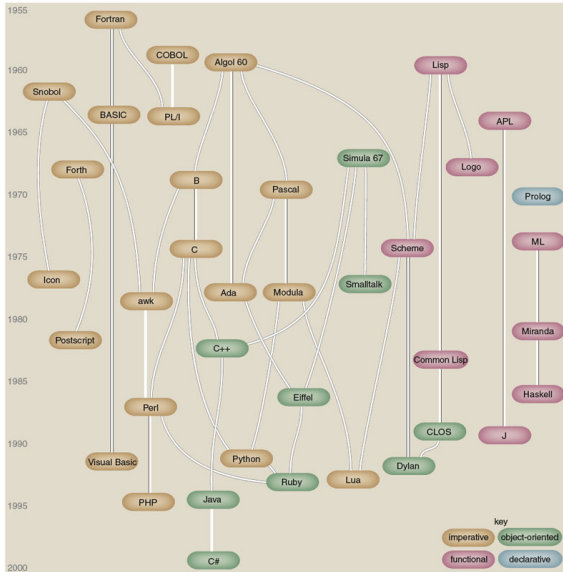 1955
Fortran
COBOL
Algol 60
Lisp
1960
Snobol
BASIC
PL/I
APL
1965
Simula 67
Forth
Logo
B
Pascal
1970
Prolog
C
Scheme
ML
1975
Icon
awk
Ada
Modula
Smalltalk
1980
Postscript
C++
Miranda
Common Lisp
1985
Perl
Eiffel
Haskell
CLOS
J
1990
Visual Basic
Python
Dylan
Ruby
Lua
PHP
Java
1995
key
imperative
object-oriented
C#
functional
declarative
2000